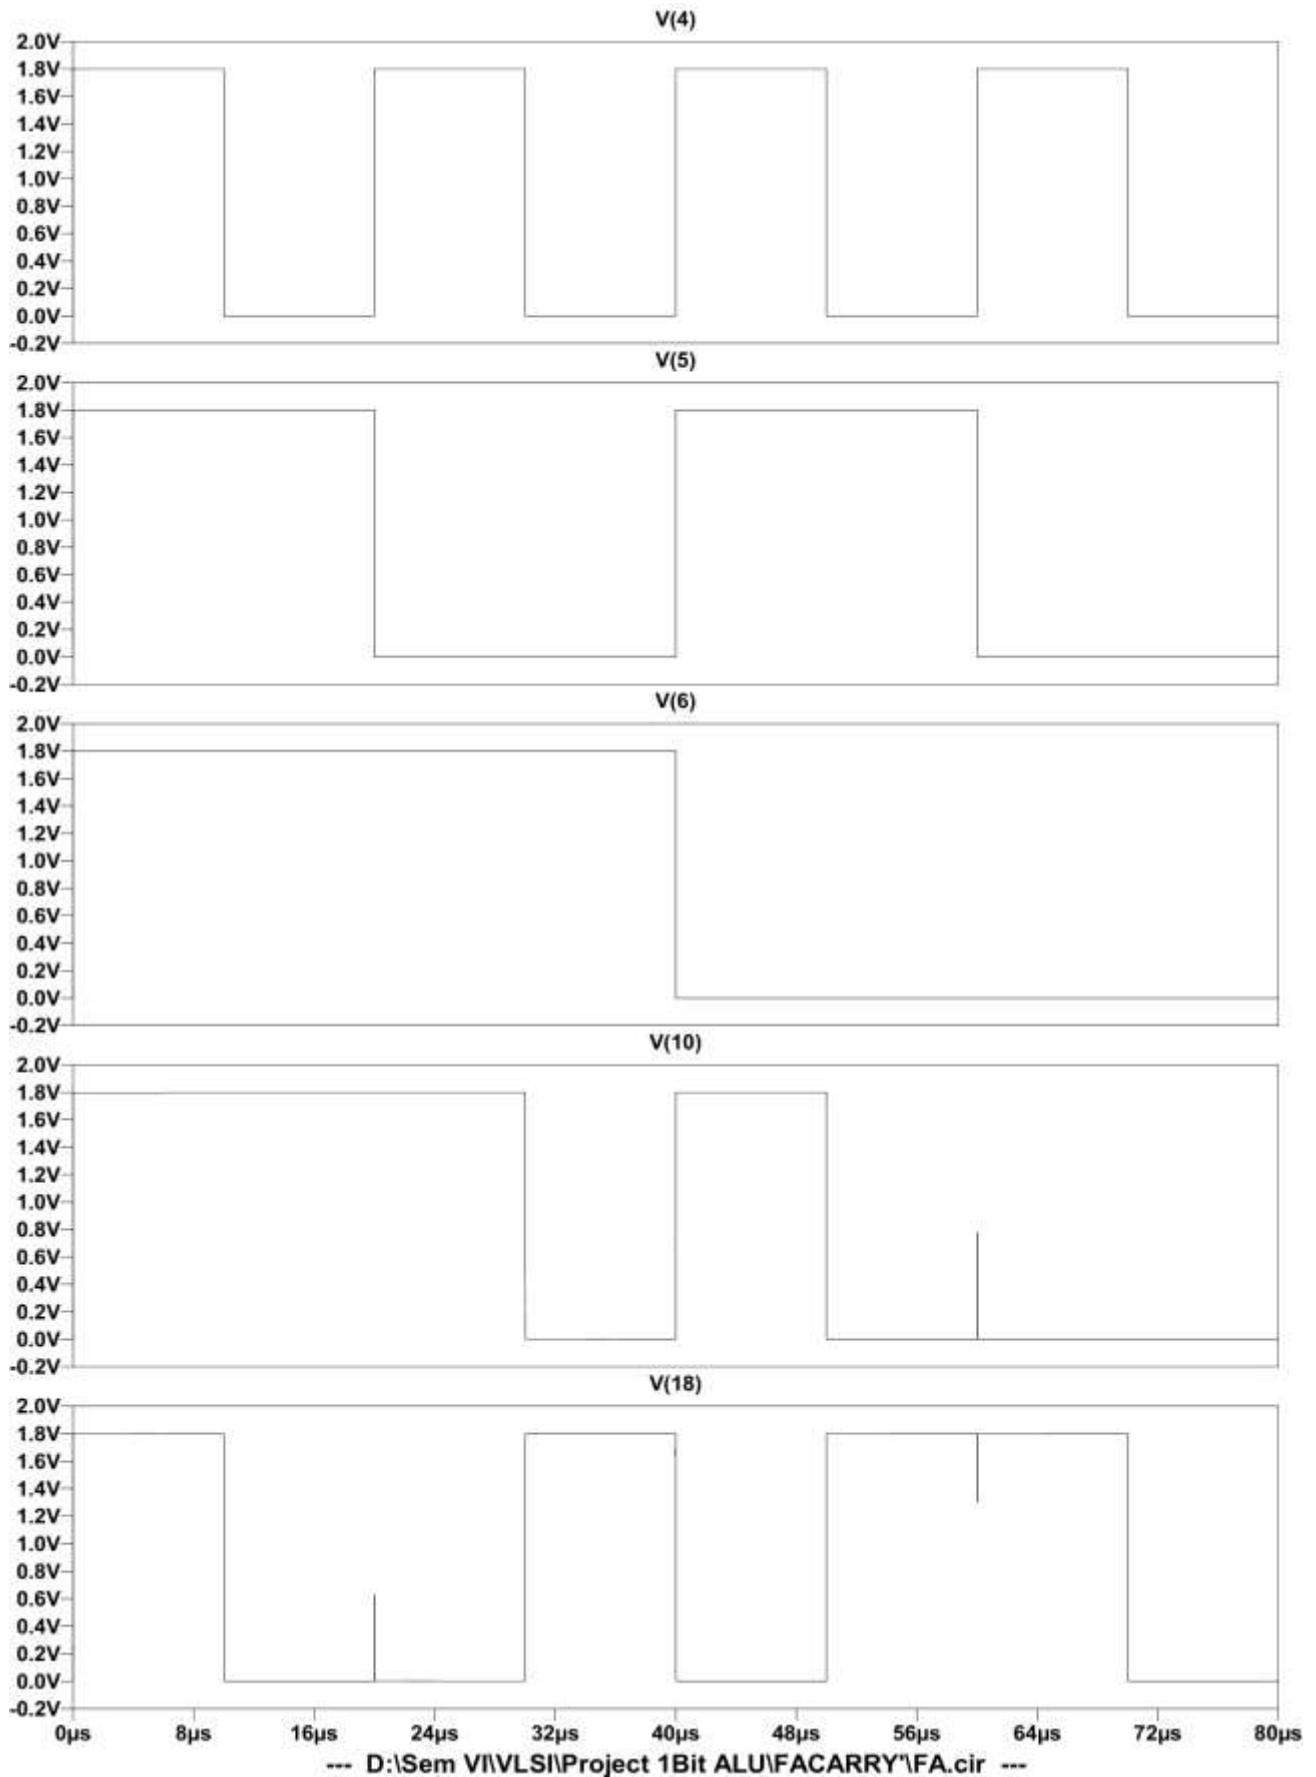 V(4)
2.0V
1.8V
1.6V
1.4V
1.2V
1.0V
0.8V
0.6V
0.4V
0.2V
0.0V
-0.2V
V(5)
2.0V
1.8V
1.6V
1.4V
1.2V
1.0V
0.8V
0.6V
0.4V
0.2V
0.0V
-0.2V
V(6)
2.0V
1.8V
1.6V
1.4V
1.2V
1.0V
0.8V
0.6V
0.4V
0.2V
0.0V
-0.2V
V(10)
2.0V
1.8V
1.6V
1.4V
1.2V
1.0V
0.8V
0.6V
0.4V
0.2V
0.0V
-0.2V
V(18)
2.0V
1.8V
1.6V
1.4V
1.2V
1.0V
0.8V
0.6V
0.4V
0.2V
0.0V
-0.2V
0µs 8µs 16µs 24µs 32µs 40µs 48µs 56µs 64µs 72µs 80µs
--- D:\Sem VI\VLSI\Project 1Bit ALU\FACARRY'\FA.cir ---